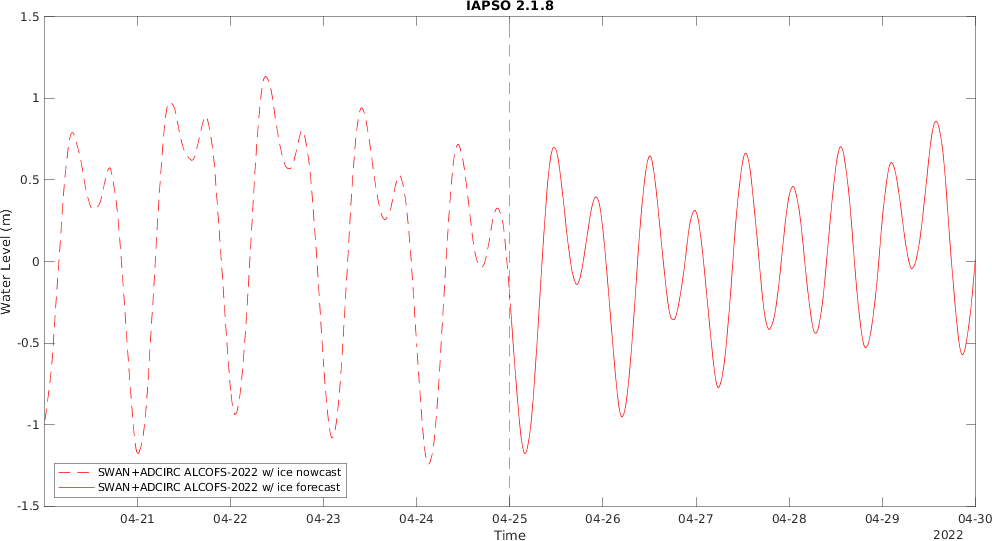 IAPSO 2.1.8
Water Level (m)
1.5
1
0.5
0
-0.5
-1
-1.5
SWAN+ADCIRC ALCOFS-2022 w/ ice nowcast
SWAN+ADCIRC ALCOFS-2022 w/ ice forecast
04-21 04-22 04-23 04-24 04-25 04-26 04-27 04-28 04-29 04-30
Time
2022